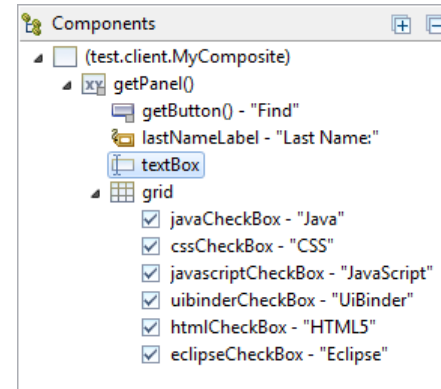 Components
(test.client.MyComposite)
getPanel()
getButton() - "Find"
lastNameLabel - "Last Name:"
textBox
grid
javaCheckBox - "Java"
cssCheckBox - "CSS"
javascriptCheckBox - "JavaScript"
uibinderCheckBox - "UiBinder"
htmlCheckBox - "HTML5"
eclipseCheckBox - "Eclipse"